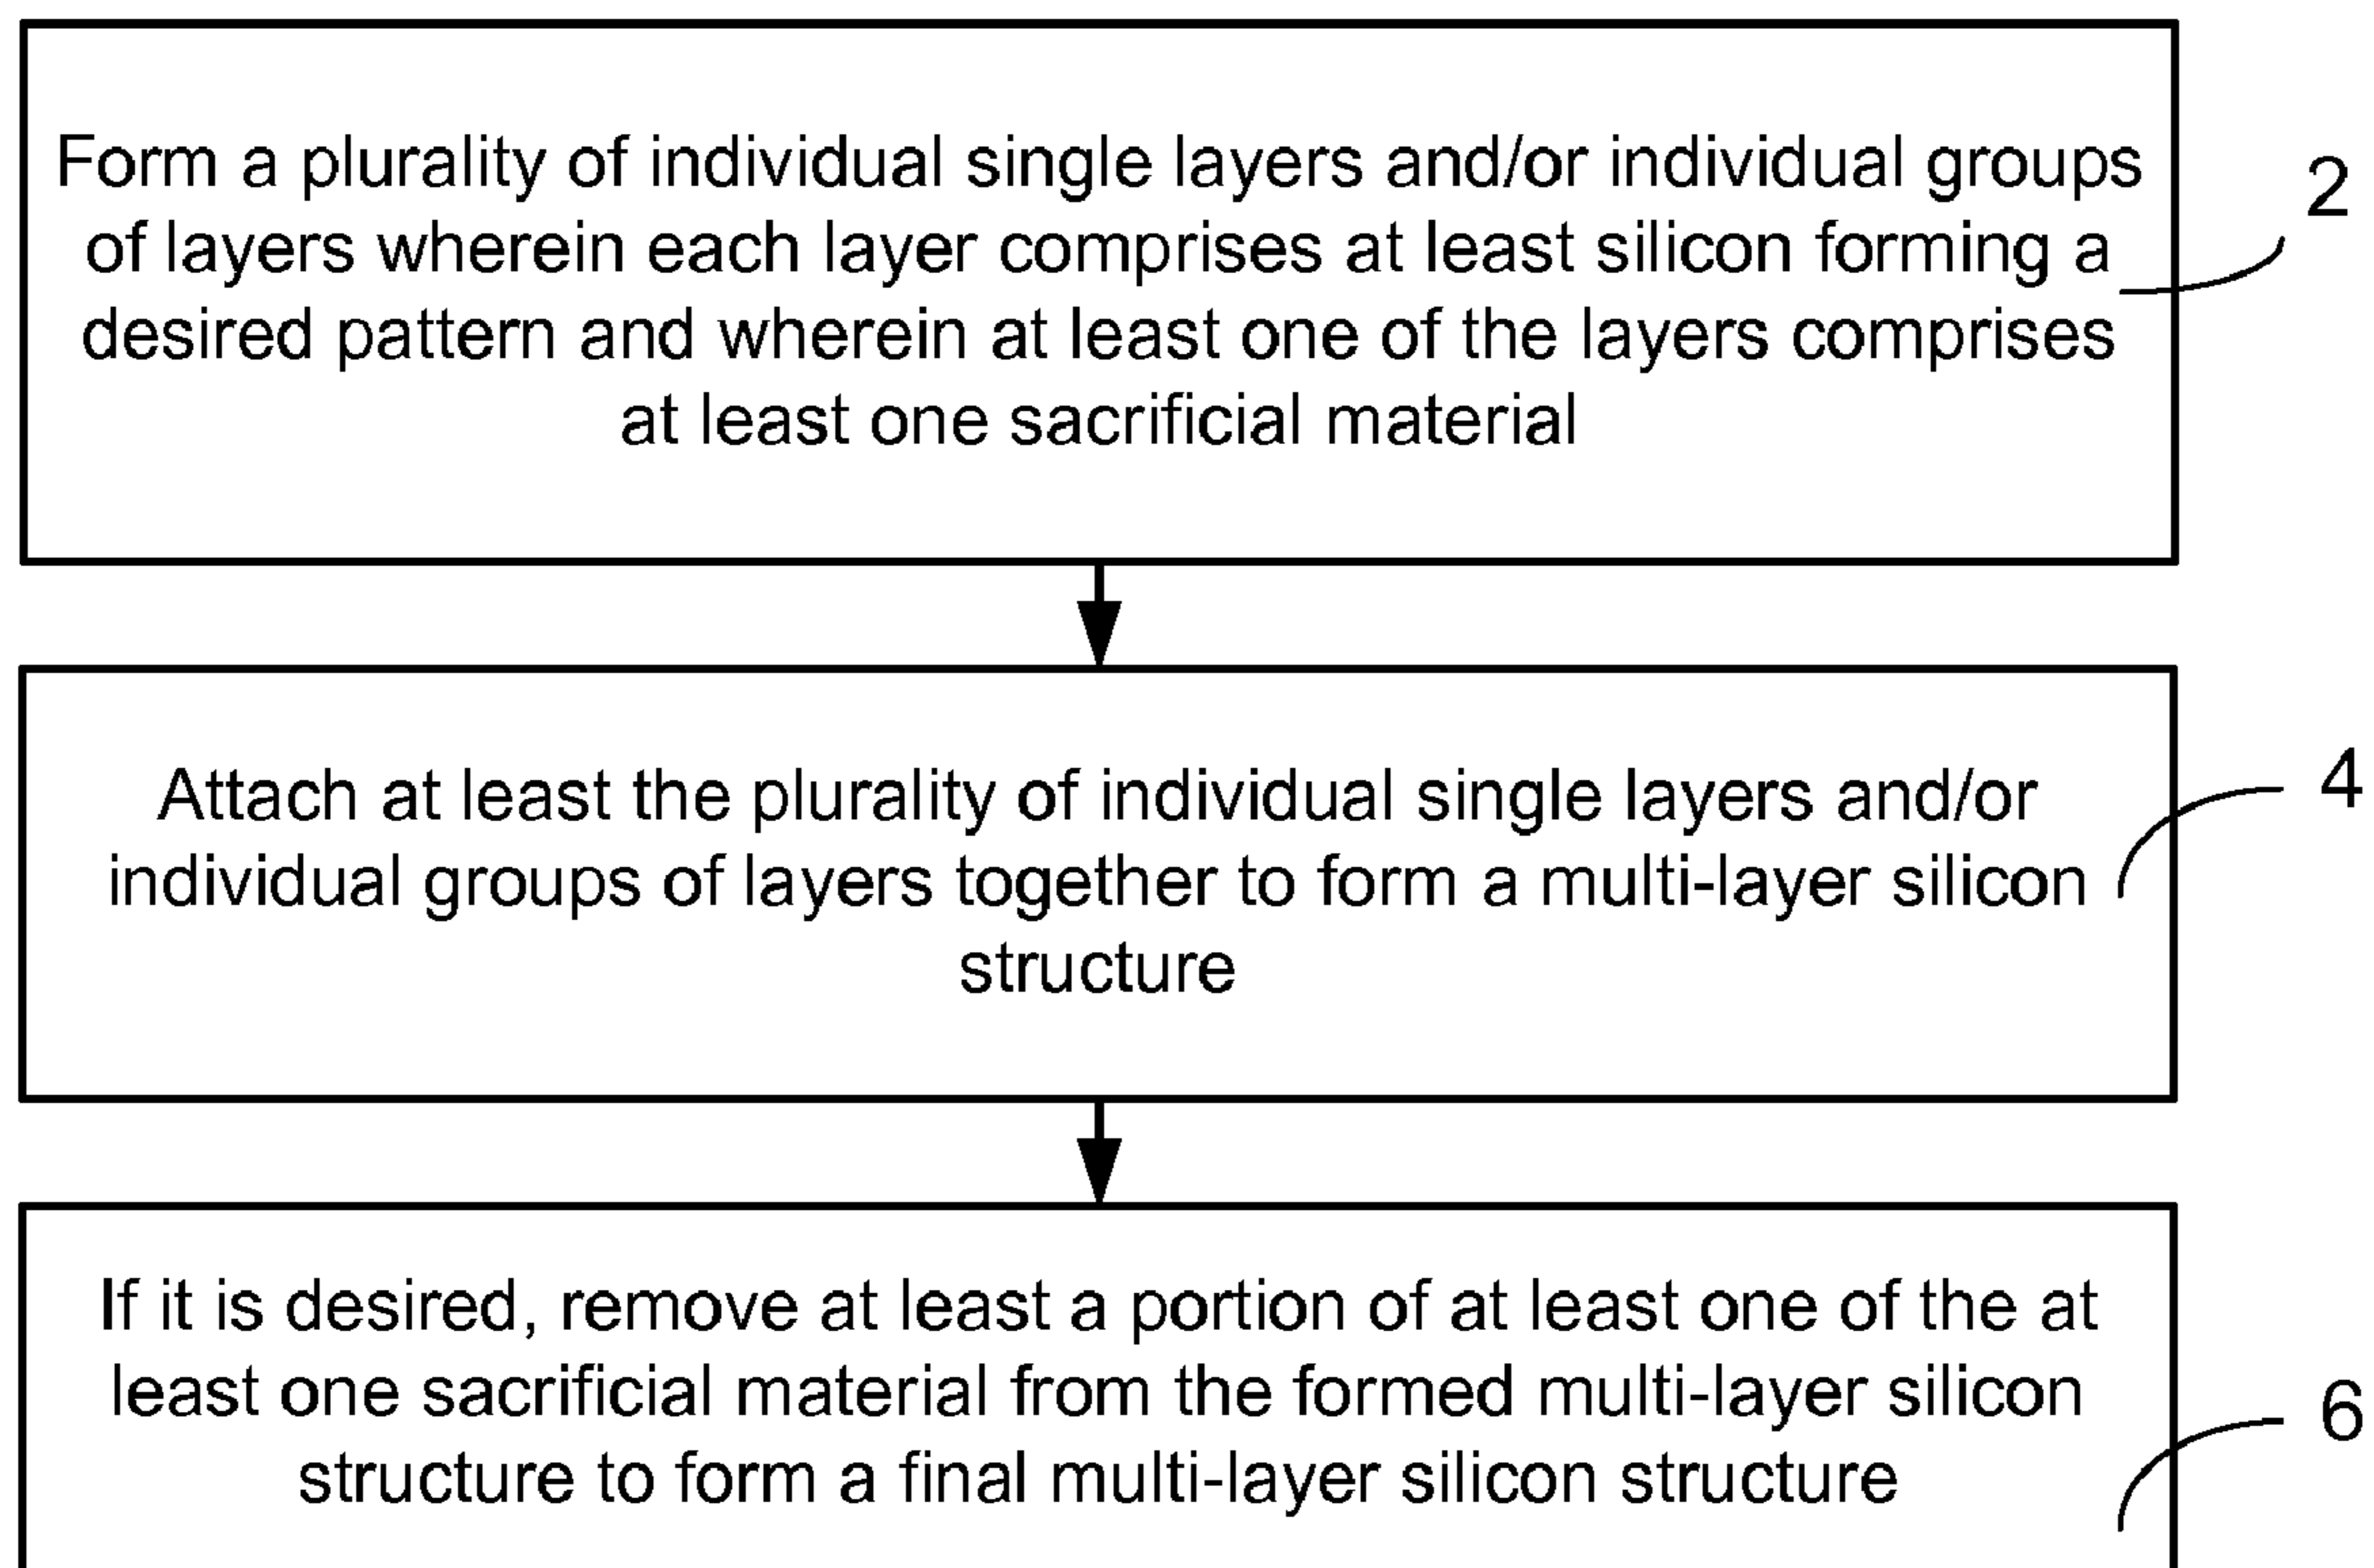 Form a plurality of individual single layers and/or individual groups
of layers wherein each layer comprises at least silicon forming a
desired pattern and wherein at least one of the layers comprises
at least one sacrificial material
2
Attach at least the plurality of individual single layers and/or
individual groups of layers together to form a multi-layer silicon
structure
4
If it is desired, remove at least a portion of at least one of the at
least one sacrificial material from the formed multi-layer silicon
structure to form a final multi-layer silicon structure
6